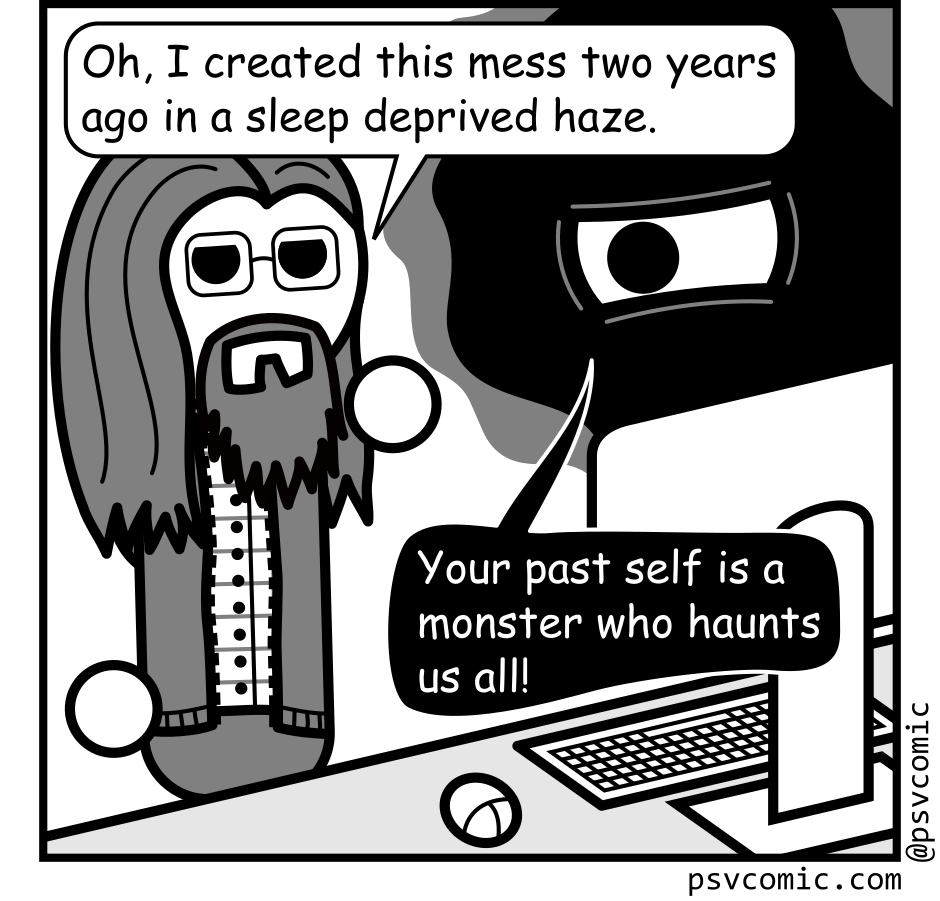 Oh, I created this mess two years
ago in a sleep deprived haze.
Your past self is a
monster who haunts
us all!
@psvcomic
psvcomic.com